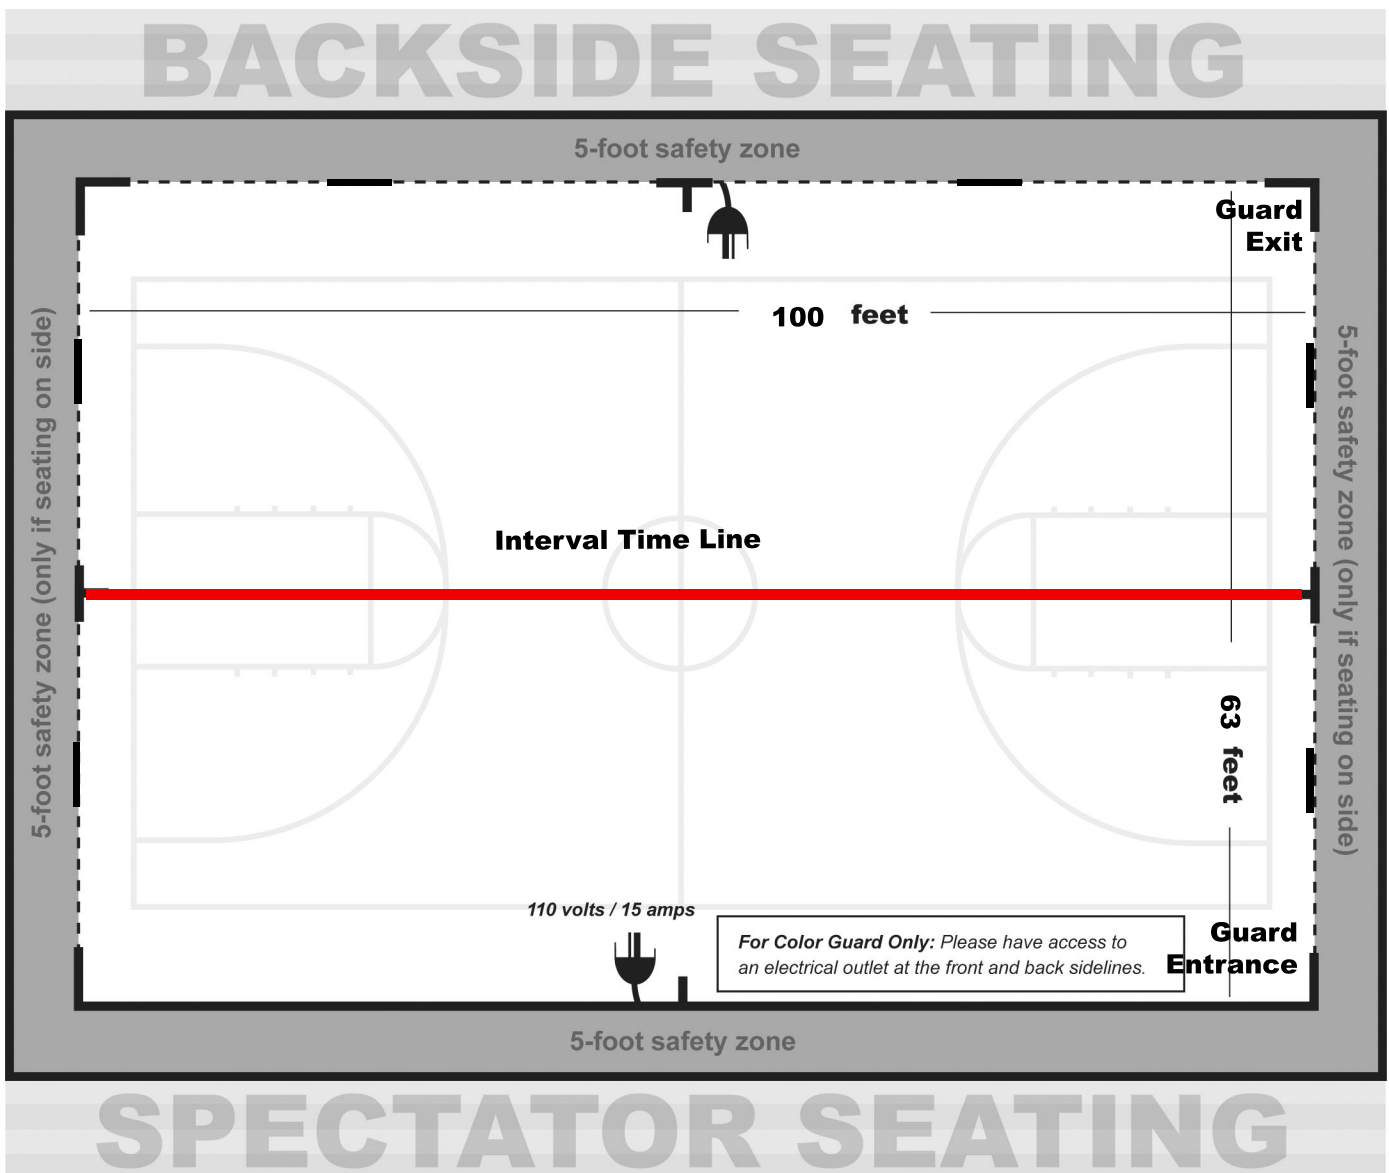 BACKSIDE SEATING
5-foot safety zone
Guard
Exit
100 feet
5-foot safety zone (only if seating on side)
5-foot safety zone (only if seating on side)
Interval Time Line
63 feet
110 volts / 15 amps
For Color Guard Only: Please have access to
an electrical outlet at the front and back sidelines.
Guard
Entrance
5-foot safety zone
SPECTATOR SEATING